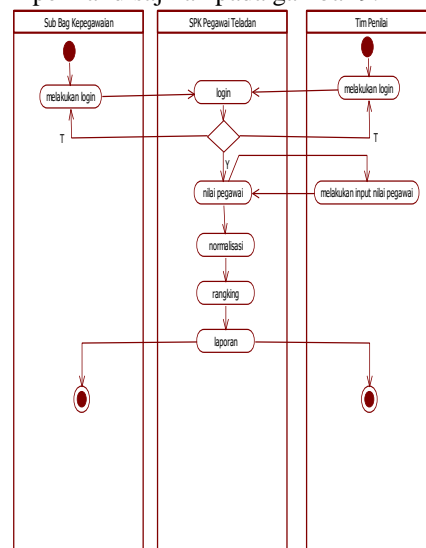 Sub Bag Kepegawaian
SPK Pegawai Teladan
Tim Penilai
melakukan login
login
melakukan login
T
T
Y
nilai pegawai
melakukan input nilai pegawai
normalisasi
rangking
laporan